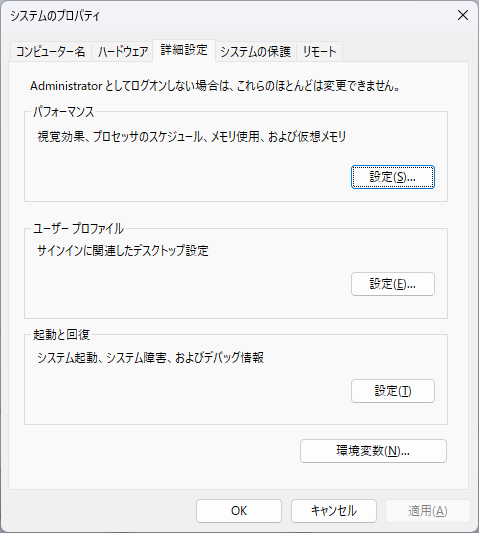 システムのプロパティ
コンピューター名 ハードウェア 詳細設定 システムの保護 リモート
Administrator としてログオンしない場合は、これらのほとんどは変更できません。
パフォーマンス
視覚効果、プロセッサのスケジュール、メモリ使用、および仮想メモリ
設定(S)...
ユーザー プロファイル
サインインに関連したデスクトップ設定
設定(E)...
起動と回復
システム起動、システム障害、およびデバッグ情報
設定(T)
環境変数(N)...
OK キャンセル 適用(A)